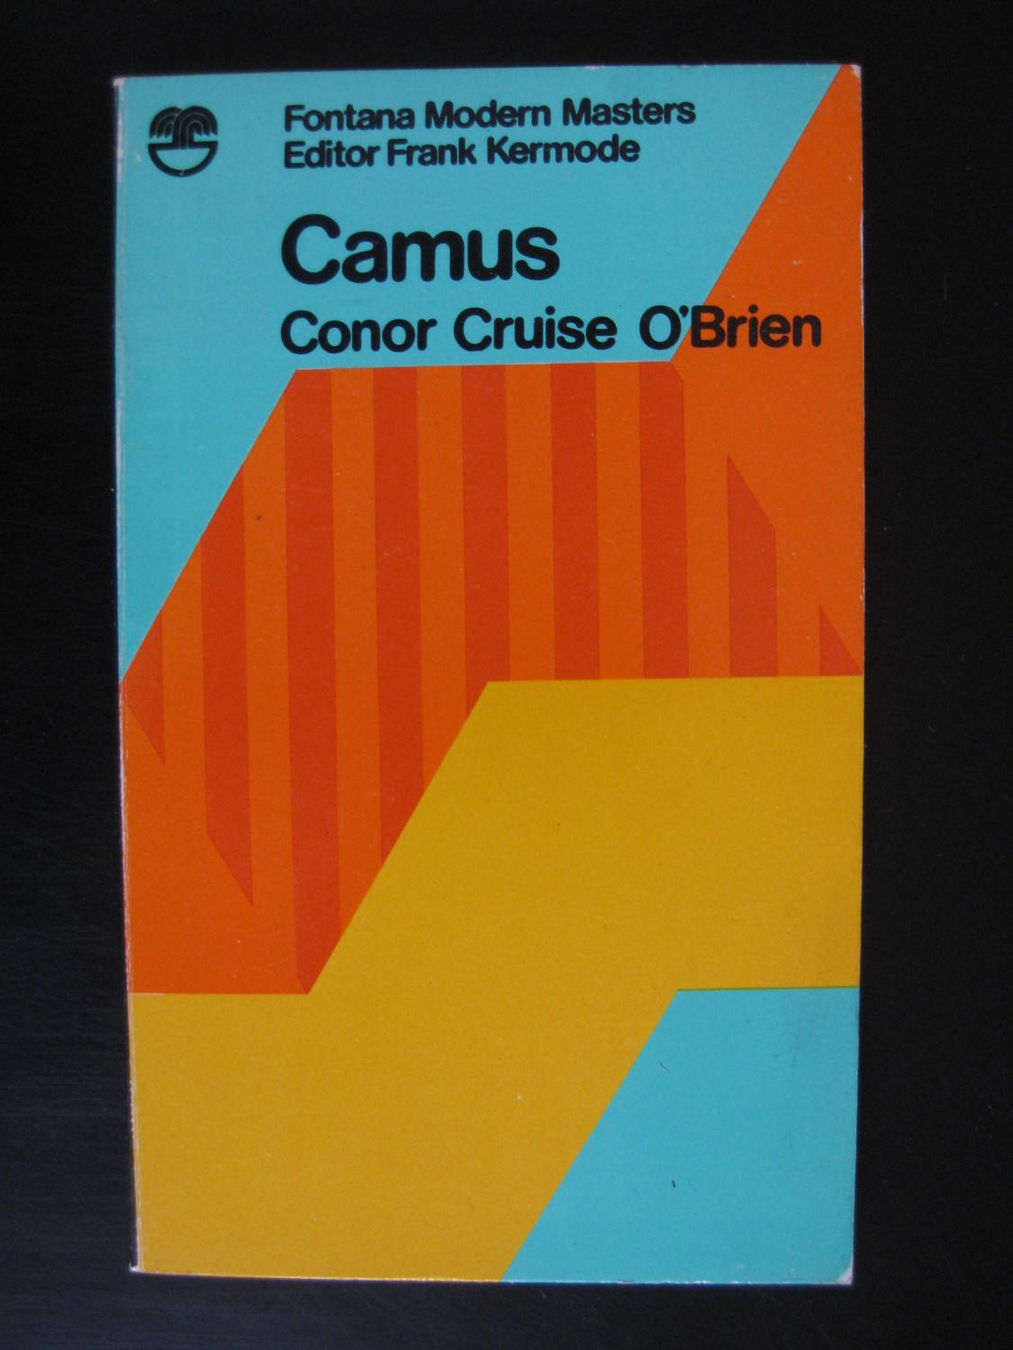 Fontana Modern Masters
Editor Frank Kermode
Camus
Conor Cruise O'Brien